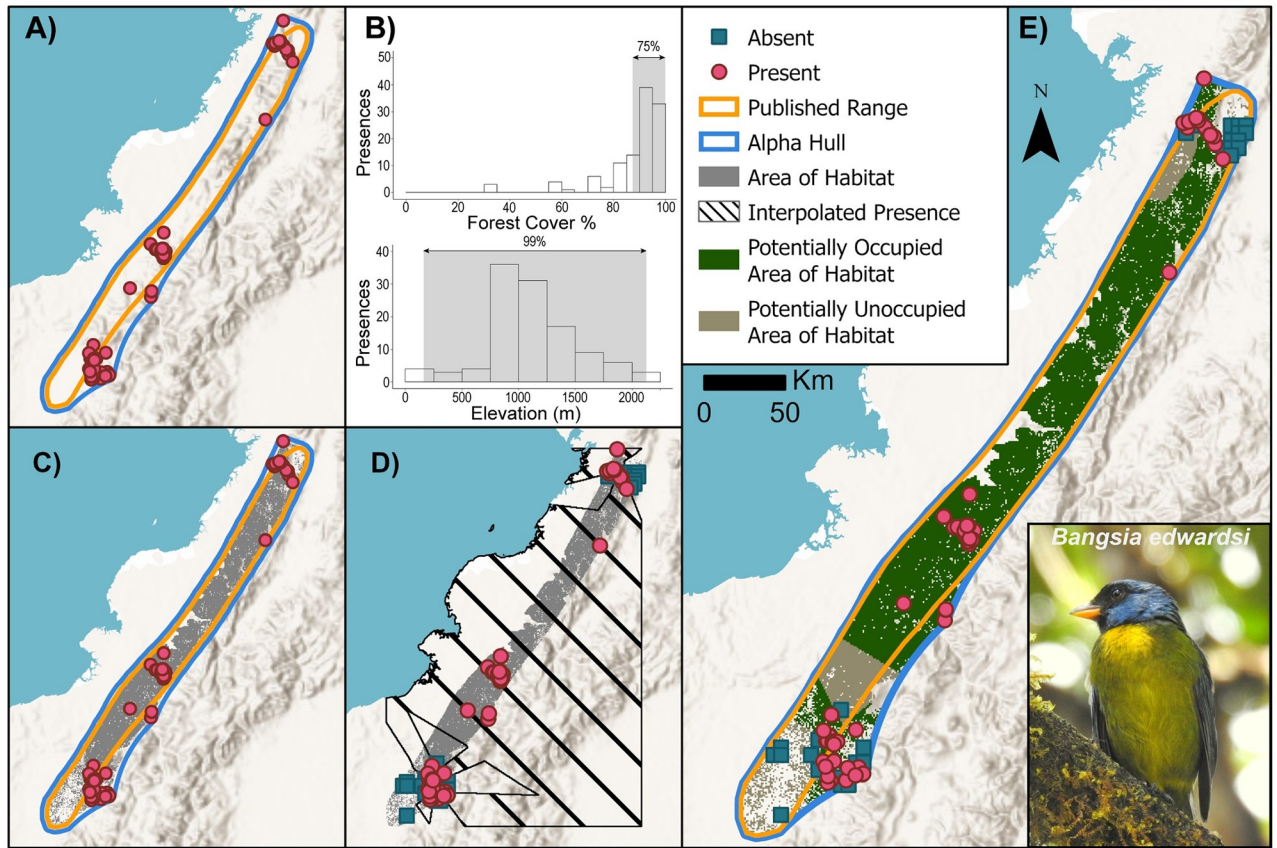 A)
B)
75%
50
40
30
20
10
0
Presences
0 20 40 60 80 100
Forest Cover %
99%
40
30
20
10
0
Presences
0 500 1000 1500 2000
Elevation (m)
Absent
Present
Published Range
Alpha Hull
Area of Habitat
Interpolated Presence
Potentially Occupied
Area of Habitat
Potentially Unoccupied
Area of Habitat
Km
0 50
C)
D)
E)
N
Bangsia edwardsi